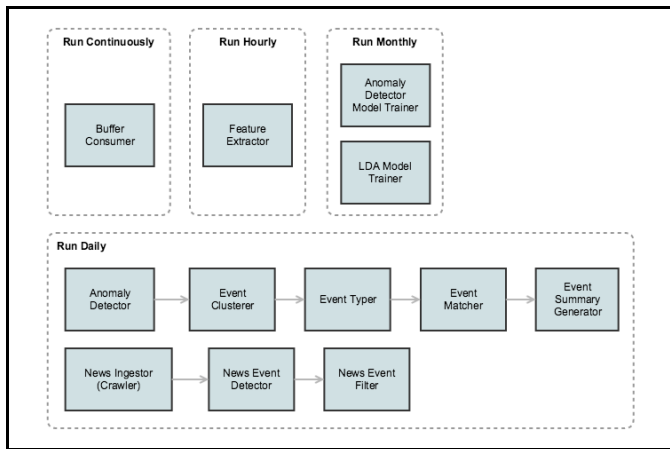 Run Continuously
Buffer
Consumer
Run Hourly
Feature
Extractor
Run Monthly
Anomaly
Detector
Model Trainer
LDA Model
Trainer
Run Daily
Anomaly
Detector
Event
Clusterer
Event Typer
Event
Matcher
Event
Summary
Generator
News Ingestor
(Crawler)
News Event
Detector
News Event
Filter